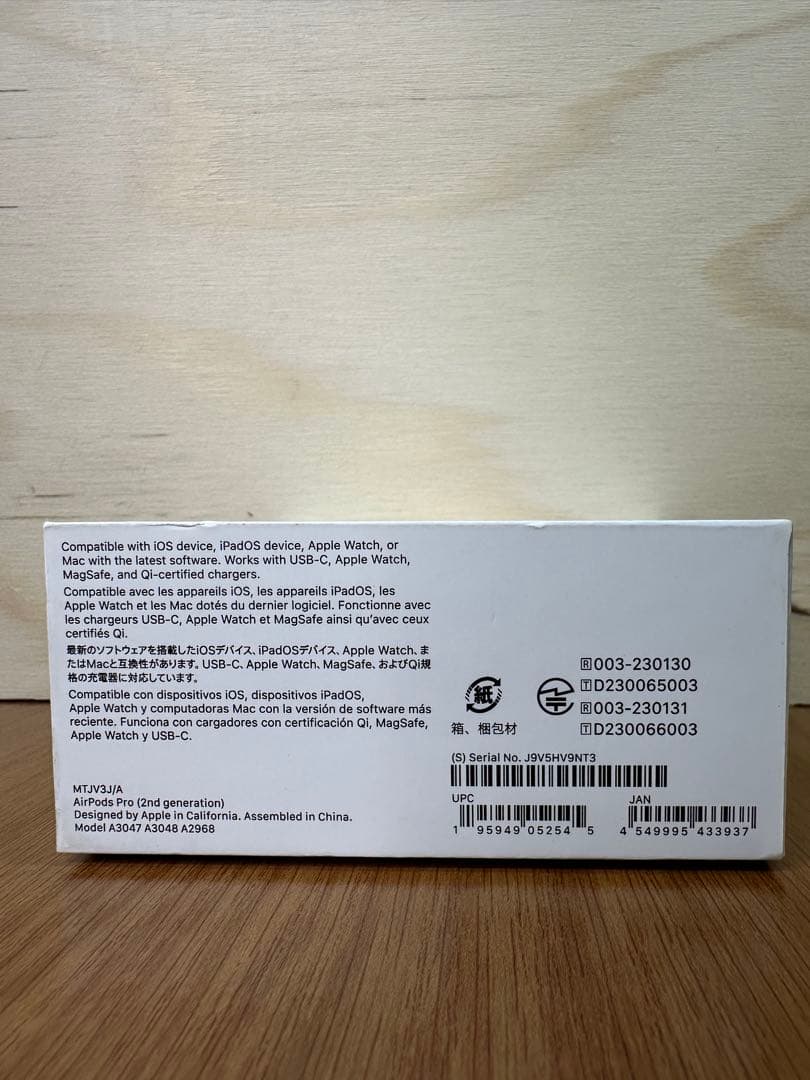 Compatible with iOS device, iPadOS device, Apple Watch, or
Mac with the latest software. Works with USB-C, Apple Watch,
MagSafe, and Qi-certified chargers.
Compatible avec les appareils iOS, les appareils iPadOS, les
Apple Watch et les Mac dotés du dernier logiciel. Fonctionne avec
les chargeurs USB-C, Apple Watch et MagSafe ainsi qu'avec ceux
certifiés Qi.
最新のソフトウェアを搭載したiOSデバイス、iPadOSデバイス、Apple Watch、ま
たはMacと互換性があります。USB-C、Apple Watch、MagSafe、およびQi規
格の充電器に対応しています。
Compatible con dispositivos iOS, dispositivos iPadOS,
Apple Watch y computadoras Mac con la versión de software más
reciente. Funciona con cargadores con certificación Qi, MagSafe,
Apple Watch y USB-C.
MTJV3J/A
AirPods Pro (2nd generation)
Designed by Apple in California. Assembled in China.
Model A3047 A3048 A2968
紙
箱、梱包材
R 003-230130
T D230065003
R 003-230131
T D230066003
(S) Serial No. J9V5HV9NT3
UPC
1 95949 05254 5
JAN
4 549995 433937